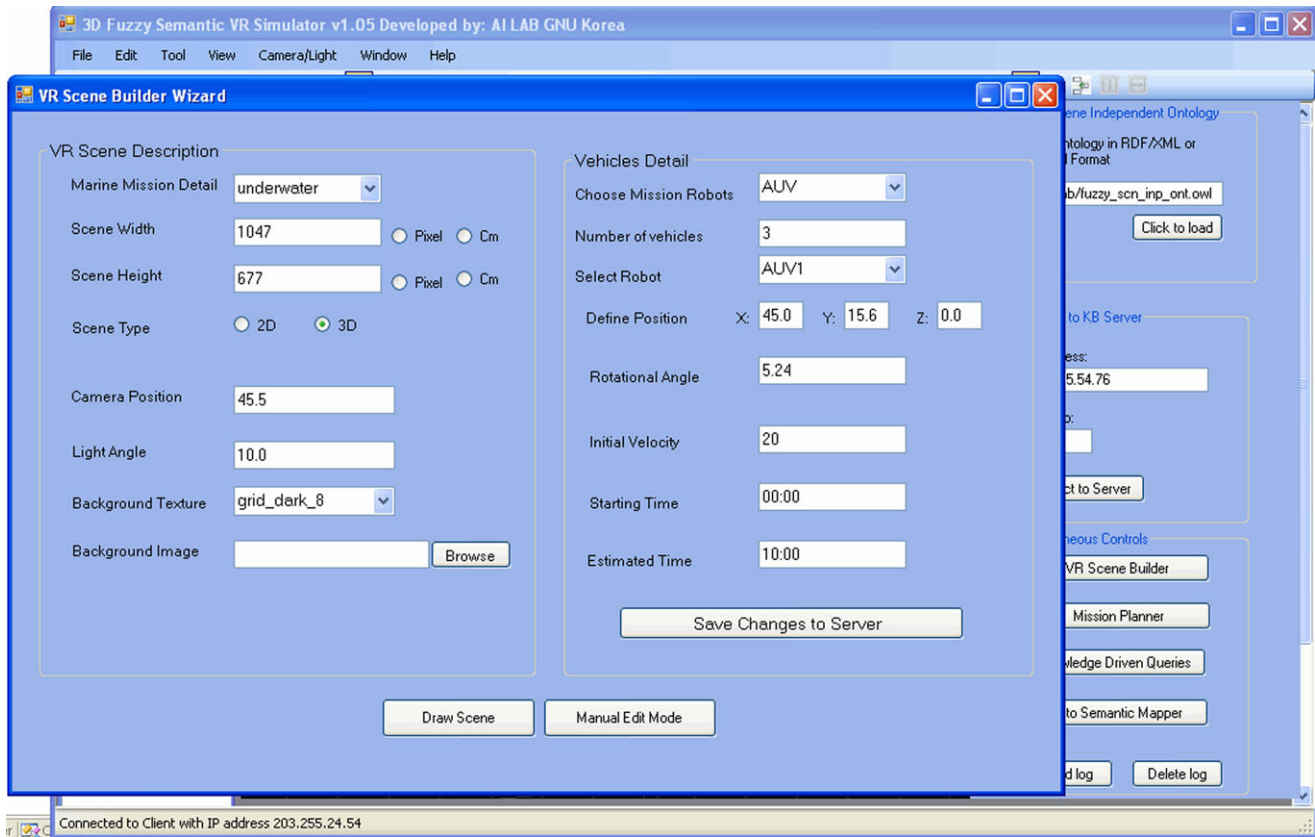 3D Fuzzy Semantic VR Simulator v1.05 Developed by: AI LAB GNU Korea
File Edit Tool View Camera/Light Window Help
VR Scene Builder Wizard
VR Scene Description
Marine Mission Detail underwater
Scene Width 1047 Pixel Cm
Scene Height 677 Pixel Cm
Scene Type 2D 3D
Camera Position 45.5
Light Angle 10.0
Background Texture grid_dark_8
Background Image Browse
Vehicles Detail
Choose Mission Robots AUV
Number of vehicles 3
Select Robot AUV1
Define Position X: 45.0 Y: 15.6 Z: 0.0
Rotational Angle 5.24
Initial Velocity 20
Starting Time 00:00
Estimated Time 10:00
Save Changes to Server
Draw Scene Manual Edit Mode
ene Independent Ontology
ntology in RDF/XML or
l Format
ab/fuzzy_scn_inp_ont.owl
Click to load
to KB Server
ess:
5.54.76
o:
ct to Server
neous Controls
VR Scene Builder
Mission Planner
wledge Driven Queries
to Semantic Mapper
d log Delete log
Connected to Client with IP address 203.255.24.54